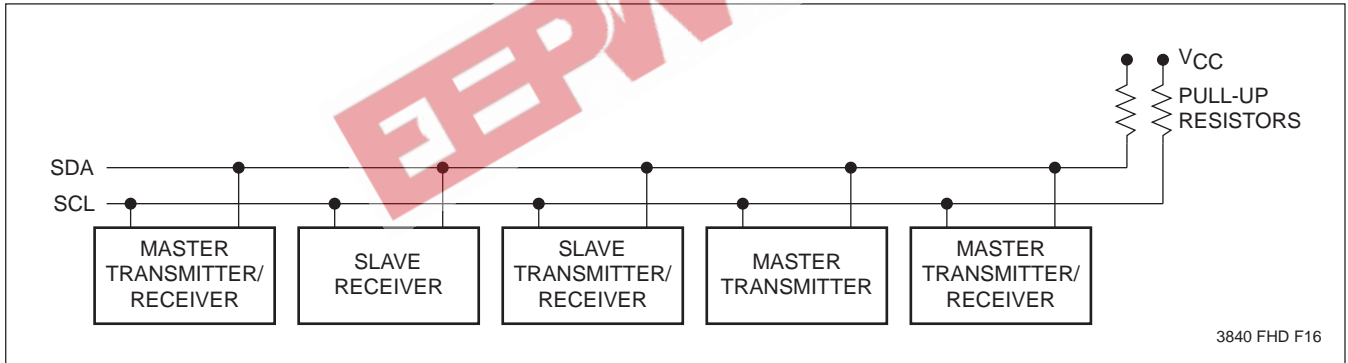 EEPW
VCC
PULL-UP
RESISTORS
SDA
SCL
MASTER
TRANSMITTER/
RECEIVER
SLAVE
RECEIVER
SLAVE
TRANSMITTER/
RECEIVER
MASTER
TRANSMITTER
MASTER
TRANSMITTER/
RECEIVER
3840 FHD F16